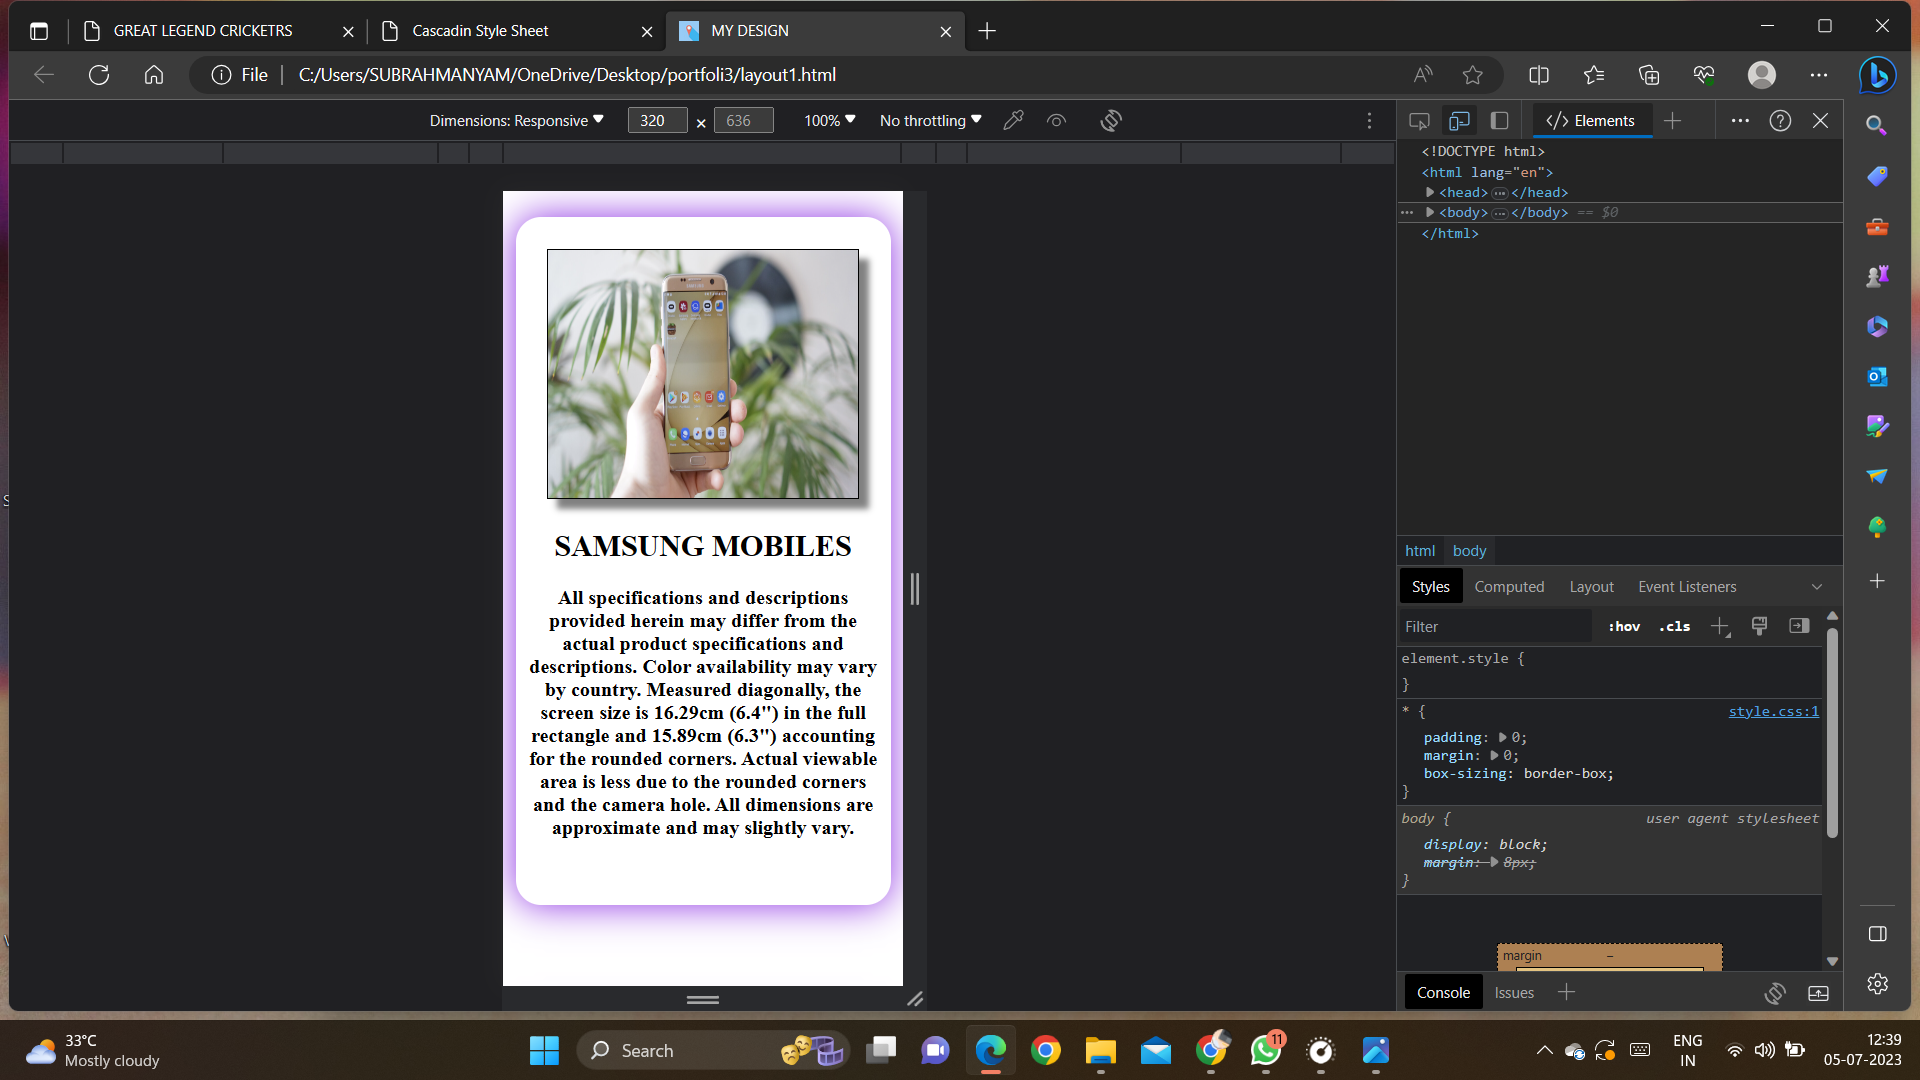 GREAT LEGEND CRICKETRS
Cascadin Style Sheet
MY DESIGN
File
C:/Users/SUBRAHMANYAM/OneDrive/Desktop/portfoli3/layout1.html
Dimensions: Responsive
320 × 636
100%
No throttling
Elements
<!DOCTYPE html>
<html lang="en">
<head> ... </head>
<body> ... </body> == $0
</html>
SAMSUNG MOBILES
All specifications and descriptions
provided herein may differ from the
actual product specifications and
descriptions. Color availability may vary
by country. Measured diagonally, the
screen size is 16.29cm (6.4") in the full
rectangle and 15.89cm (6.3") accounting
for the rounded corners. Actual viewable
area is less due to the rounded corners
and the camera hole. All dimensions are
approximate and may slightly vary.
html body
Styles Computed Layout Event Listeners
Filter :hov .cls
element.style {
}
* { style.css:1
padding: 0;
margin: 0;
box-sizing: border-box;
}
body { user agent stylesheet
display: block;
margin: 8px;
}
margin –
Console Issues
33°C
Mostly cloudy
Search
11
ENG
IN
12:39
05-07-2023